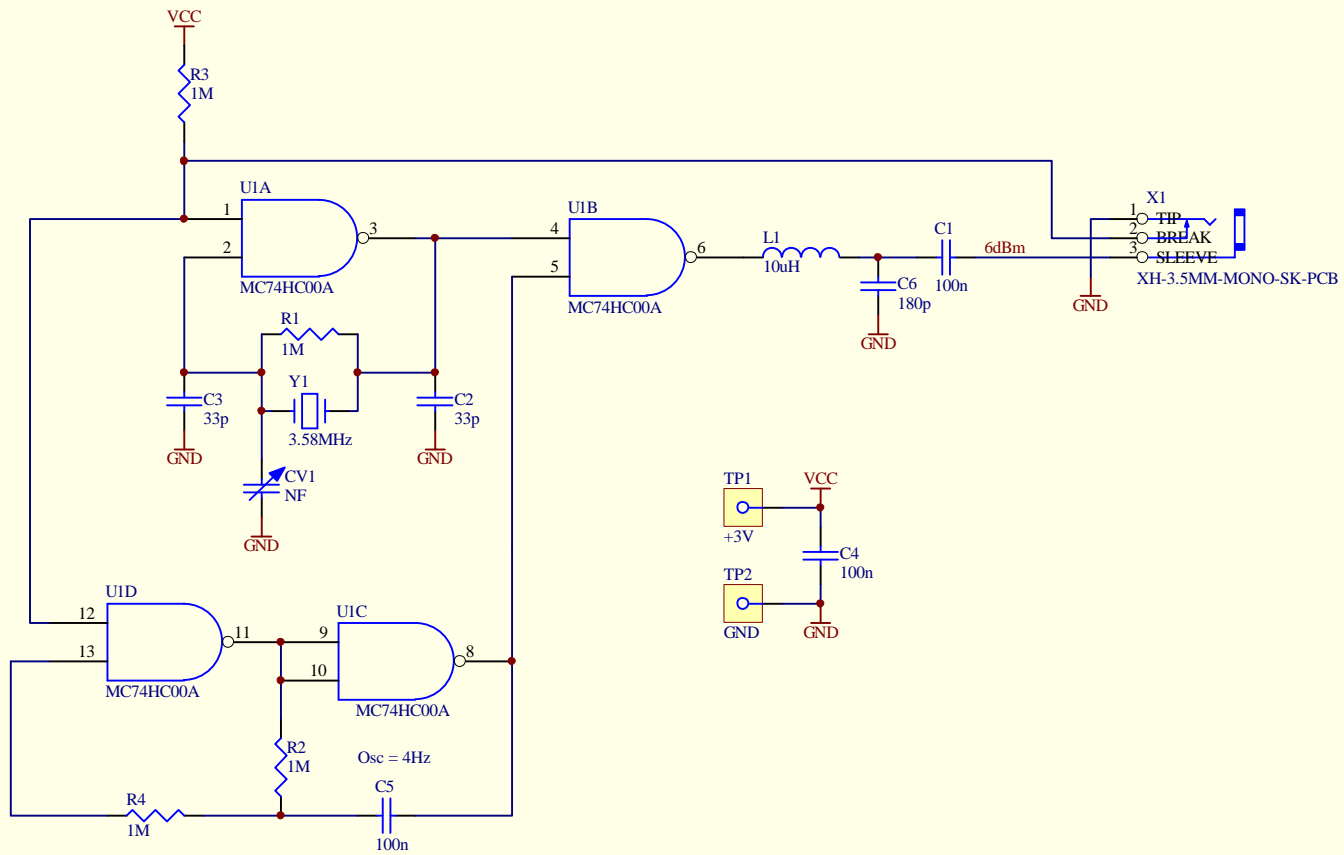 VCC
R3
1M
U1A
1
2
3
MC74HC00A
U1B
4
5
6
MC74HC00A
L1
10uH
C1
100n
6dBm
C6
180p
GND
X1
1 TIP
2 BREAK
3 SLEEVE
XH-3.5MM-MONO-SK-PCB
GND
R1
1M
Y1
3.58MHz
C3
33p
GND
C2
33p
GND
CV1
NF
GND
TP1
+3V
VCC
C4
100n
TP2
GND
GND
U1D
12
13
11
MC74HC00A
U1C
9
10
8
MC74HC00A
R2
1M
Osc = 4Hz
R4
1M
C5
100n